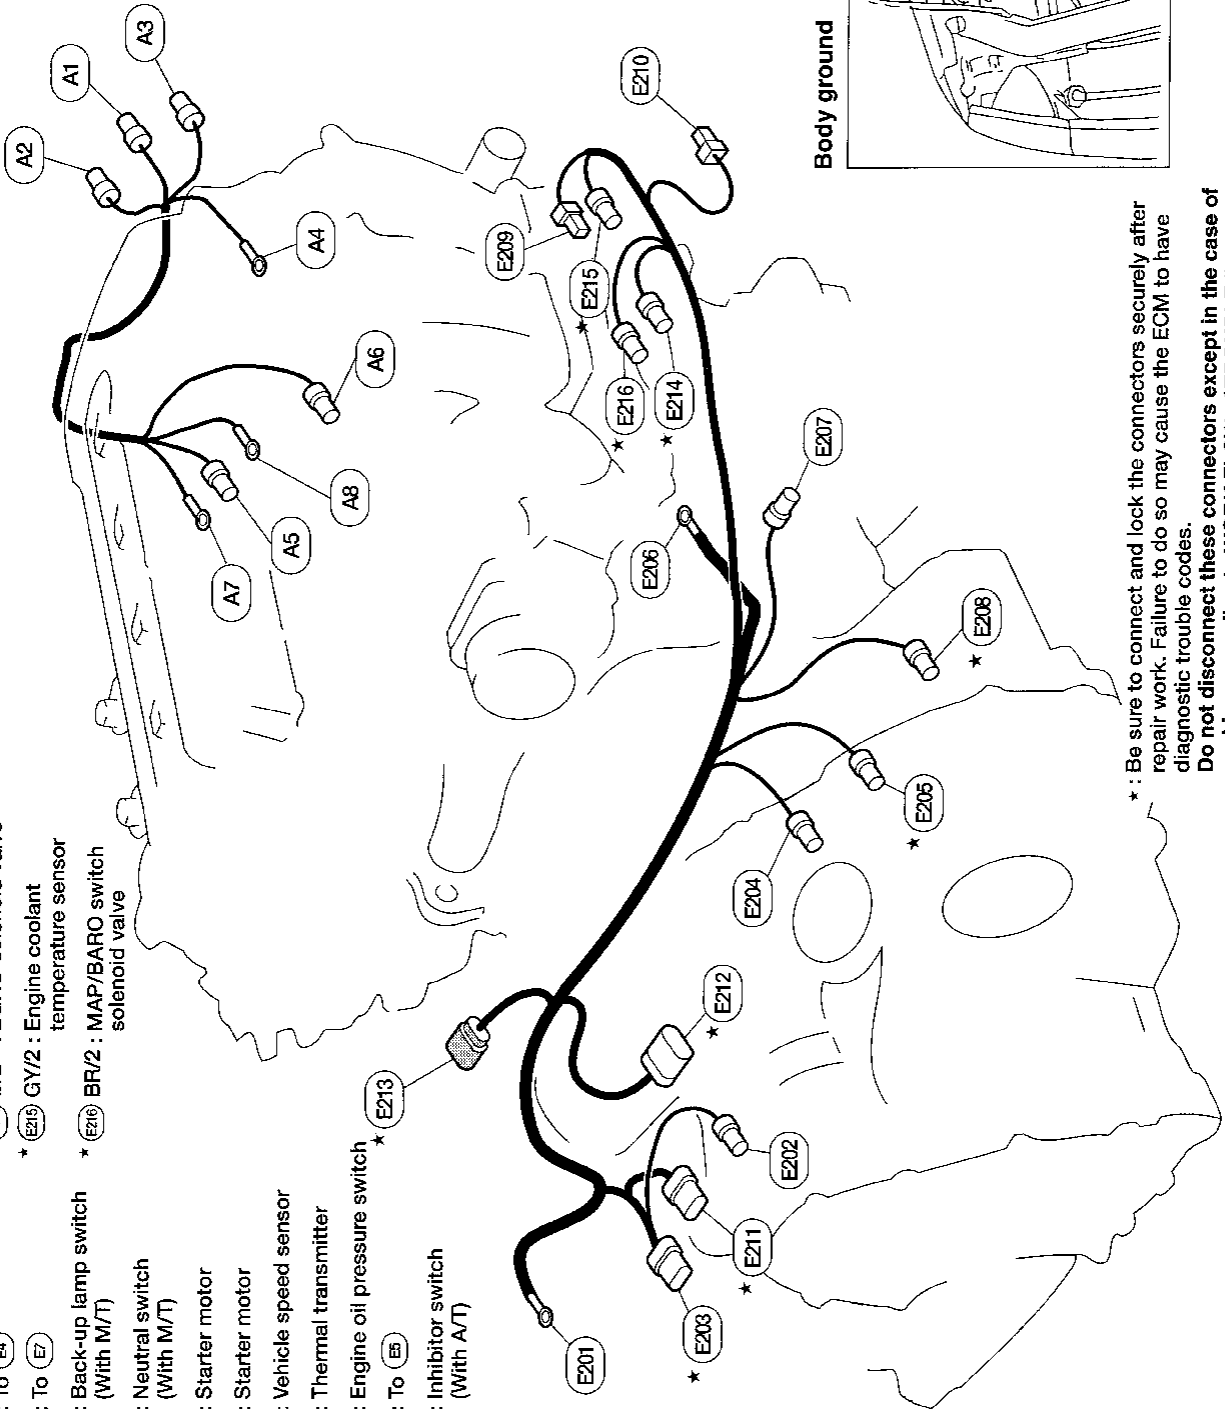 : To E4
: To E7
: Back-up lamp switch
(With M/T)
: Neutral switch
(With M/T)
: Starter motor
: Starter motor
: Vehicle speed sensor
: Thermal transmitter
: Engine oil pressure switch
: To E5
: Inhibitor switch
(With A/T)
★ E215 GY/2 : Engine coolant
temperature sensor
★ E216 BR/2 : MAP/BARO switch
solenoid valve
A2
A1
A3
A4
A6
A8
A5
A7
E210
E209
★ E215
★ E216
★ E214
E206
E207
★ E208
★ E205
E204
★ E212
★ E213
E202
★ E211
★ E203
E201
Body ground
★ : Be sure to connect and lock the connectors securely after
repair work. Failure to do so may cause the ECM to have
diagnostic trouble codes.
Do not disconnect these connectors except in the case of